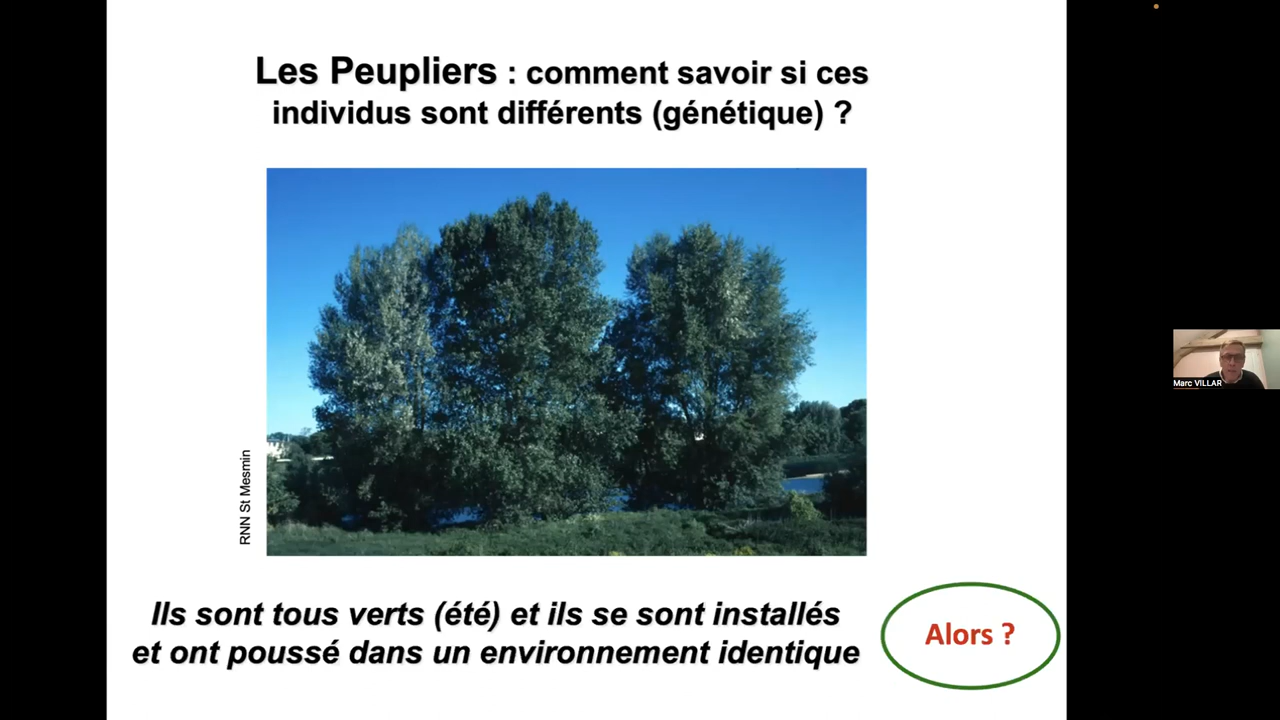 Les Peupliers : comment savoir si ces
individus sont différents (génétique) ?
RNN St Mesmin
Ils sont tous verts (été) et ils se sont installés
et ont poussé dans un environnement identique
Alors ?
Marc VILLAR